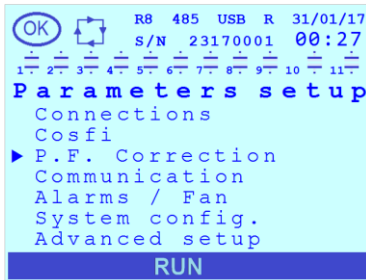 OK R8 485 USB R 31/01/17
S/N 23170001 00:27
1 2 3 4 5 6 7 8 9 10 11
Parameters setup
Connections
Cosfi
P.F. Correction
Communication
Alarms / Fan
System config.
Advanced setup
RUN